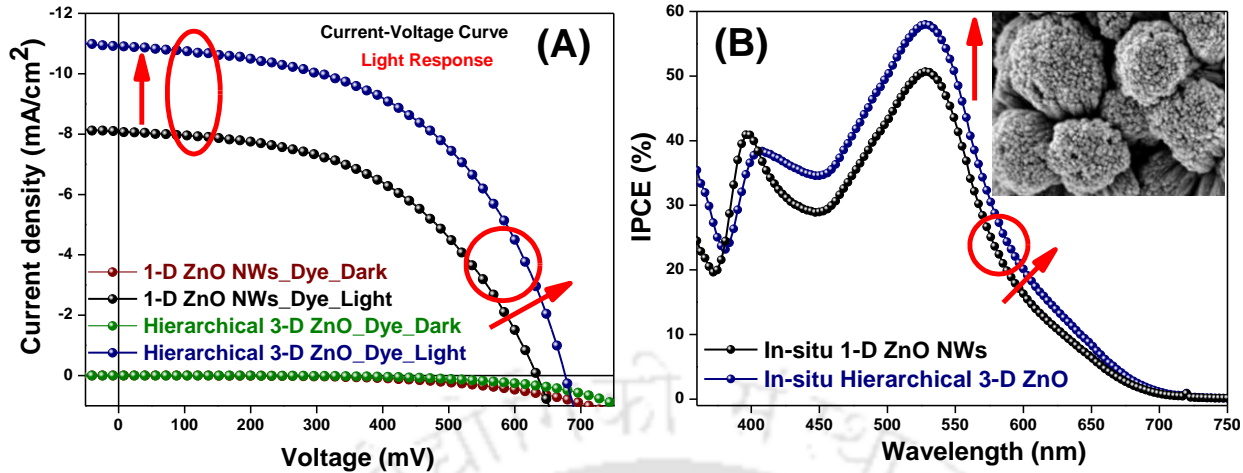 Current-Voltage Curve
Light Response
(A)
Current density (mA/cm2)
-12
-10
-8
-6
-4
-2
0
1-D ZnO NWs_Dye_Dark
1-D ZnO NWs_Dye_Light
Hierarchical 3-D ZnO_Dye_Dark
Hierarchical 3-D ZnO_Dye_Light
0 100 200 300 400 500 600 700
Voltage (mV)
(B)
IPCE (%)
60
50
40
30
20
10
0
In-situ 1-D ZnO NWs
In-situ Hierarchical 3-D ZnO
400 450 500 550 600 650 700 750
Wavelength (nm)